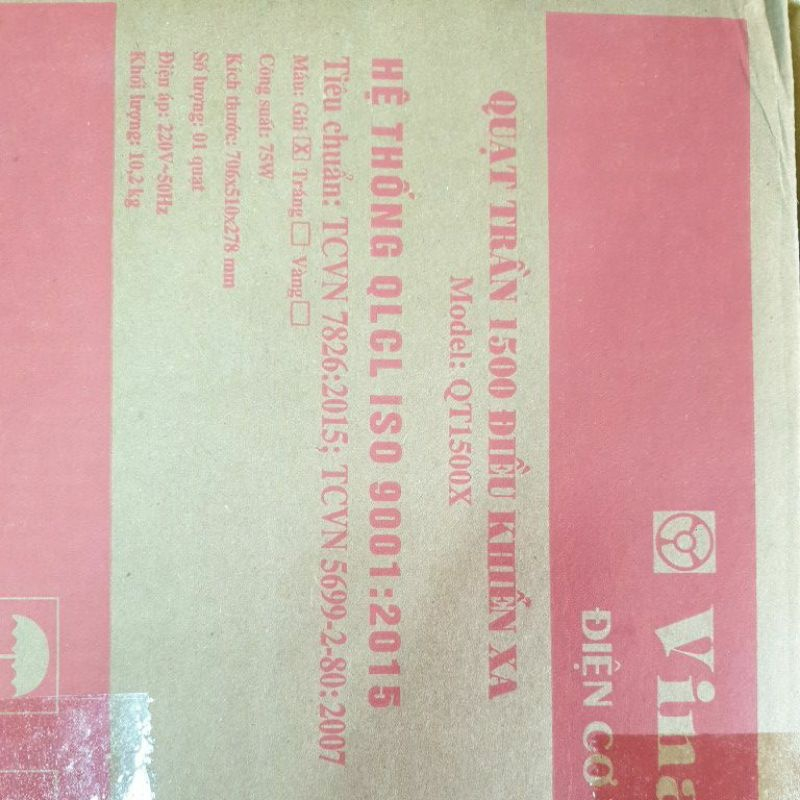 Vina
ĐIỆN CƠ
QUẠT TRẦN 1500 ĐIỀU KHIỂN XA
Model: QT1500X
HỆ THỐNG QLCL ISO 9001:2015
Tiêu chuẩn: TCVN 7826:2015; TCVN 5699-2-80:2007
Màu: Ghi X Trắng Vàng
Công suất: 75W
Kích thước: 706x510x278 mm
Số lượng: 01 quạt
Điện áp: 220V~50Hz
Khối lượng: 10,2 kg